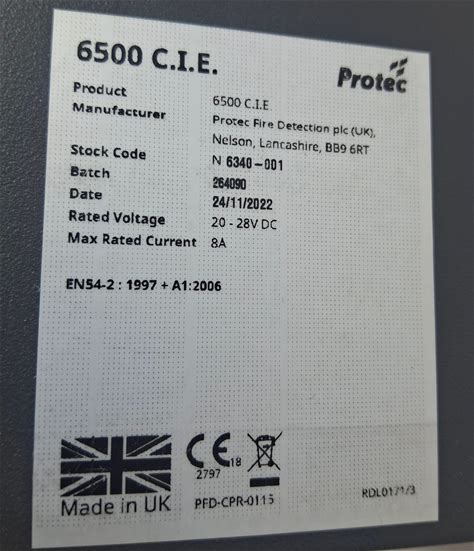 6500 C.I.E.
Protec
Product 6500 C.I.E
Manufacturer Protec Fire Detection plc (UK),
Nelson, Lancashire, BB9 6RT
Stock Code N 6340-001
Batch 264090
Date 24/11/2022
Rated Voltage 20 - 28V DC
Max Rated Current 8A
EN54-2 : 1997 + A1:2006
CE 18
2797
Made in UK
PFD-CPR-0115
RDL0171/3